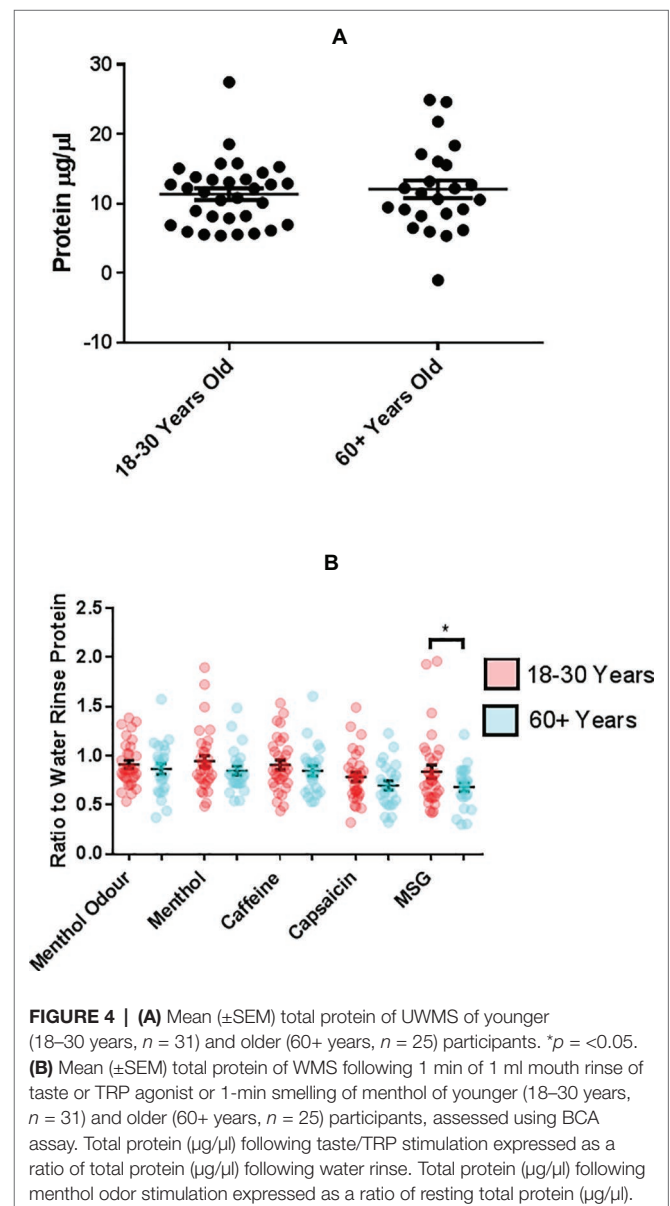 A
30
20
10
0
-10
Protein µg/µl
18-30 Years Old
60+ Years Old
B
Ratio to Water Rinse Protein
2.5
2.0
1.5
1.0
0.5
0.0
*
18-30 Years
60+ Years
Menthol Odour
Menthol
Caffeine
Capsaicin
MSG
FIGURE 4 | (A) Mean (±SEM) total protein of UWMS of younger
(18–30 years, n = 31) and older (60+ years, n = 25) participants. *p = <0.05.
(B) Mean (±SEM) total protein of WMS following 1 min of 1 ml mouth rinse of
taste or TRP agonist or 1-min smelling of menthol of younger (18–30 years,
n = 31) and older (60+ years, n = 25) participants, assessed using BCA
assay. Total protein (µg/µl) following taste/TRP stimulation expressed as a
ratio of total protein (µg/µl) following water rinse. Total protein (µg/µl) following
menthol odor stimulation expressed as a ratio of resting total protein (µg/µl).